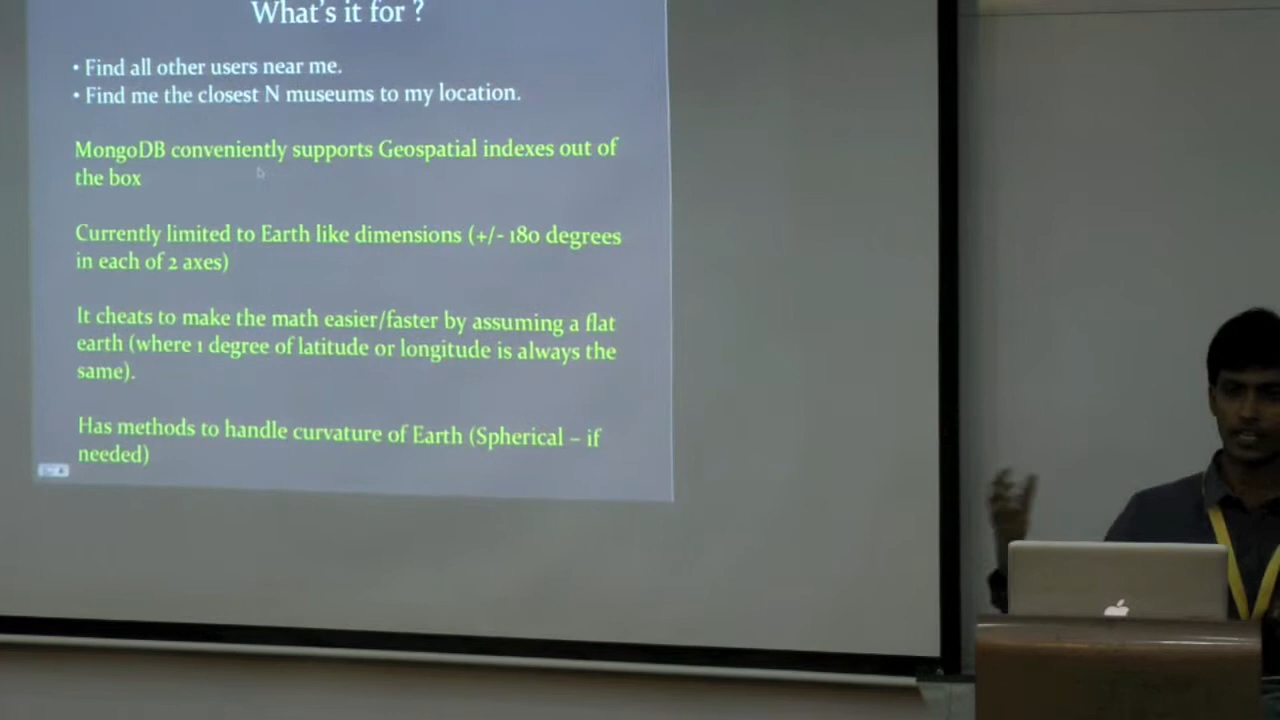 What's it for ?
• Find all other users near me.
• Find me the closest N museums to my location.
MongoDB conveniently supports Geospatial indexes out of
the box
Currently limited to Earth like dimensions (+/- 180 degrees
in each of 2 axes)
It cheats to make the math easier/faster by assuming a flat
earth (where 1 degree of latitude or longitude is always the
same).
Has methods to handle curvature of Earth (Spherical – if
needed)